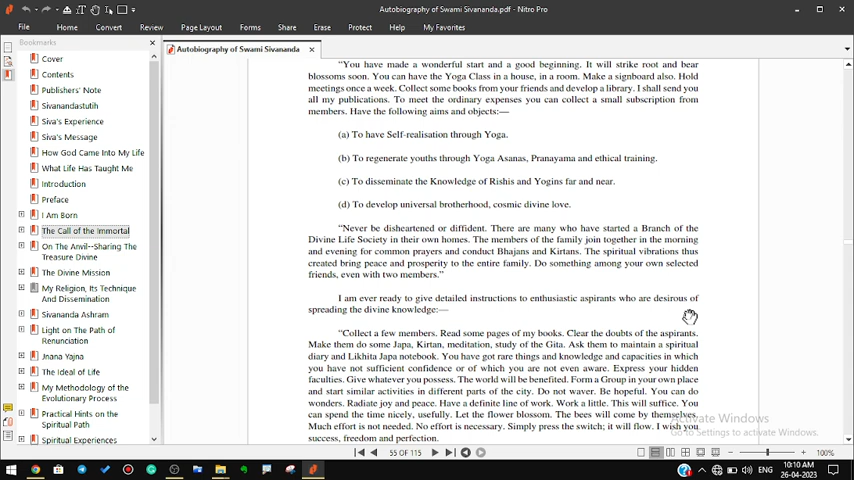 Autobiography of Swami Sivananda.pdf - Nitro Pro
File Home Convert Review Page Layout Forms Share Erase Protect Help My Favorites
Bookmarks
Autobiography of Swami Sivananda
Cover
Contents
Publishers' Note
Sivanandastutih
Siva's Experience
Siva's Message
How God Came Into My Life
What Life Has Taught Me
Introduction
Preface
I Am Born
The Call of the Immortal
On The Anvil--Sharing The
Treasure Divine
The Divine Mission
My Religion, Its Technique
And Dissemination
Sivananda Ashram
Light on The Path of
Renunciation
Jnana Yajna
The Ideal of Life
My Methodology of the
Evolutionary Process
Practical Hints on the
Spiritual Path
Spiritual Experiences
“You have made a wonderful start and a good beginning. It will strike root and bear
blossoms soon. You can have the Yoga Class in a house, in a room. Make a signboard also. Hold
meetings once a week. Collect some books from your friends and develop a library. I shall send you
all my publications. To meet the ordinary expenses you can collect a small subscription from
members. Have the following aims and objects:—
(a) To have Self-realisation through Yoga.
(b) To regenerate youths through Yoga Asanas, Pranayama and ethical training.
(c) To disseminate the Knowledge of Rishis and Yogins far and near.
(d) To develop universal brotherhood, cosmic divine love.
“Never be disheartened or diffident. There are many who have started a Branch of the
Divine Life Society in their own homes. The members of the family join together in the morning
and evening for common prayers and conduct Bhajans and Kirtans. The spiritual vibrations thus
created bring peace and prosperity to the entire family. Do something among your own selected
friends, even with two members.”
I am ever ready to give detailed instructions to enthusiastic aspirants who are desirous of
spreading the divine knowledge:—
“Collect a few members. Read some pages of my books. Clear the doubts of the aspirants.
Make them do some Japa, Kirtan, meditation, study of the Gita. Ask them to maintain a spiritual
diary and Likhita Japa notebook. You have got rare things and knowledge and capacities in which
you have not sufficient confidence or of which you are not even aware. Express your hidden
faculties. Give whatever you possess. The world will be benefited. Form a Group in your own place
and start similar activities in different parts of the city. Do not waver. Be hopeful. You can do
wonders. Radiate joy and peace. Have a definite line of work. Work a little. This will suffice. You
can spend the time nicely, usefully. Let the flower blossom. The bees will come by themselves.
Much effort is not needed. No effort is necessary. Simply press the switch; it will flow. I wish you
success, freedom and perfection.
Activate Windows
Go to Settings to activate Windows.
55 OF 115
100%
ENG
10:10 AM
26-04-2023